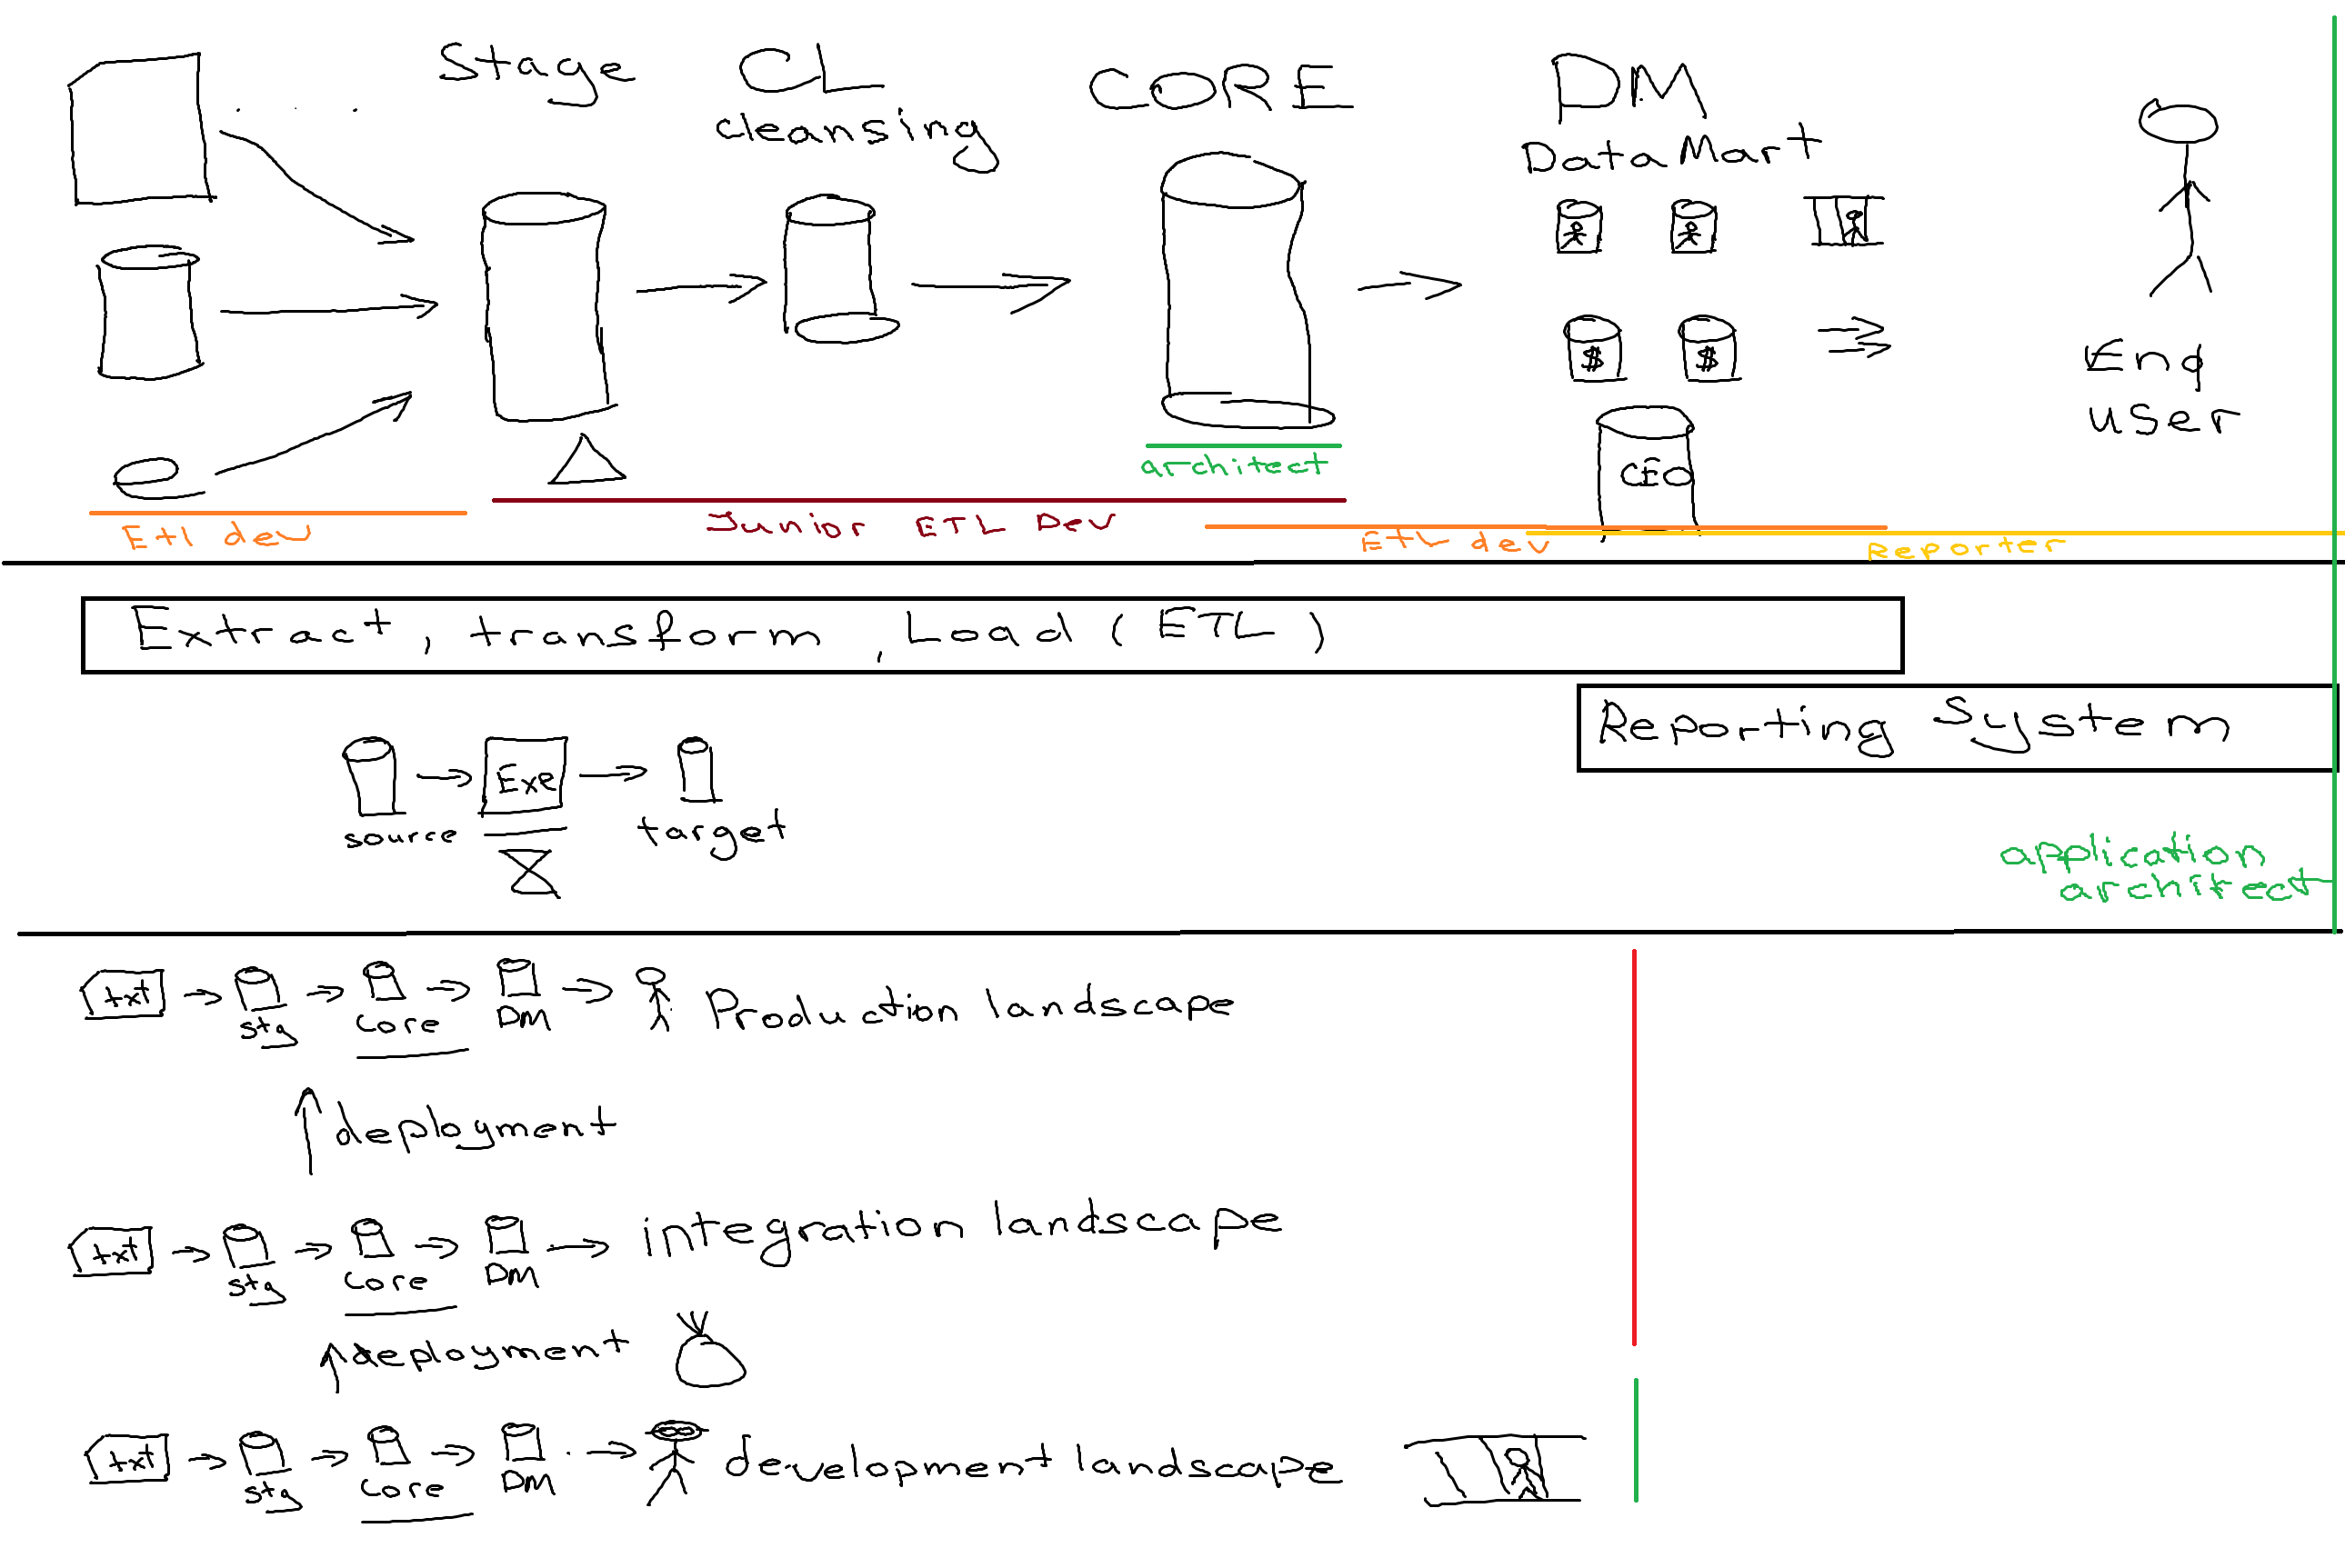 Stage
CL
cleansing
CORE
DM
DataMart
$ $
CEO
End
user
architect
Etl dev
Junior ETL Dev
ETL dev
Reporter
Extract, transform, Load (ETL)
Reporting System
Exe
source
target
application
architect
txt
stg
core
DM
Production landscape
deployment
txt
stg
core
DM
integration landscape
deployment
txt
stg
core
DM
development landscape